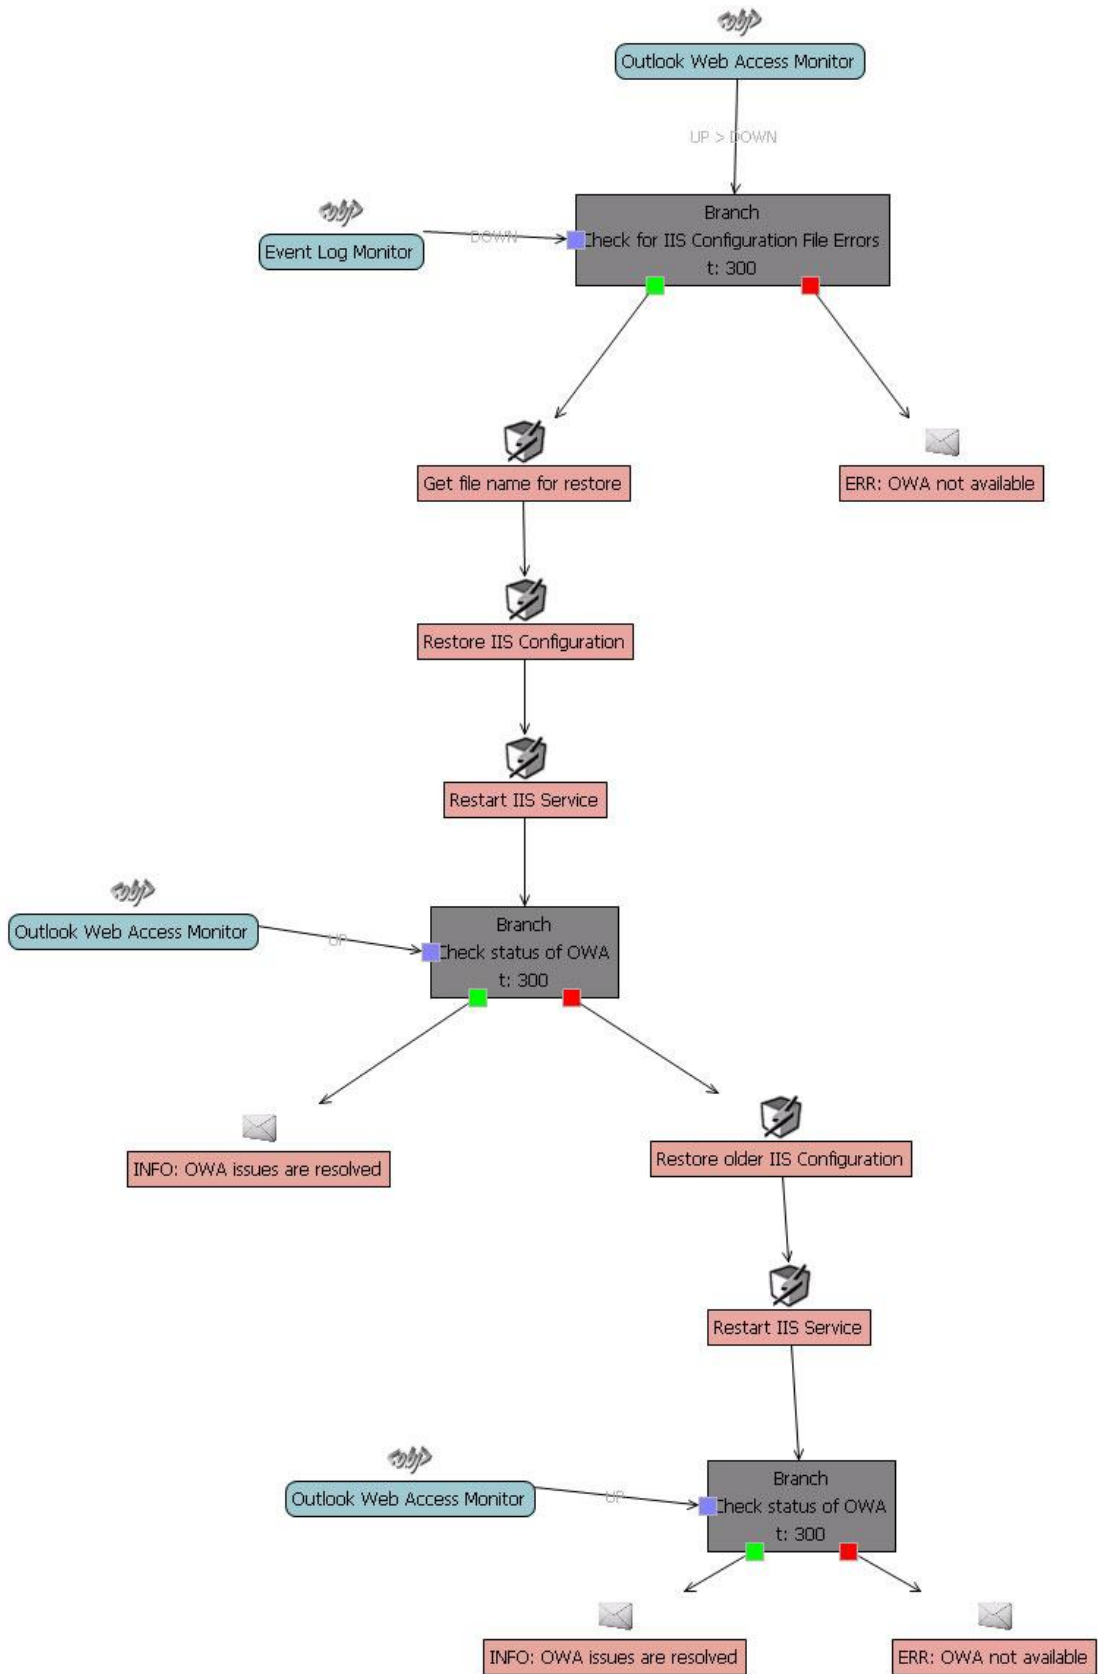 <obj>
Outlook Web Access Monitor
UP > DOWN
<obj>
Event Log Monitor
DOWN
Branch
Check for IIS Configuration File Errors
t: 300
Get file name for restore
ERR: OWA not available
Restore IIS Configuration
Restart IIS Service
<obj>
Outlook Web Access Monitor
UP
Branch
Check status of OWA
t: 300
INFO: OWA issues are resolved
Restore older IIS Configuration
Restart IIS Service
<obj>
Outlook Web Access Monitor
UP
Branch
Check status of OWA
t: 300
INFO: OWA issues are resolved
ERR: OWA not available